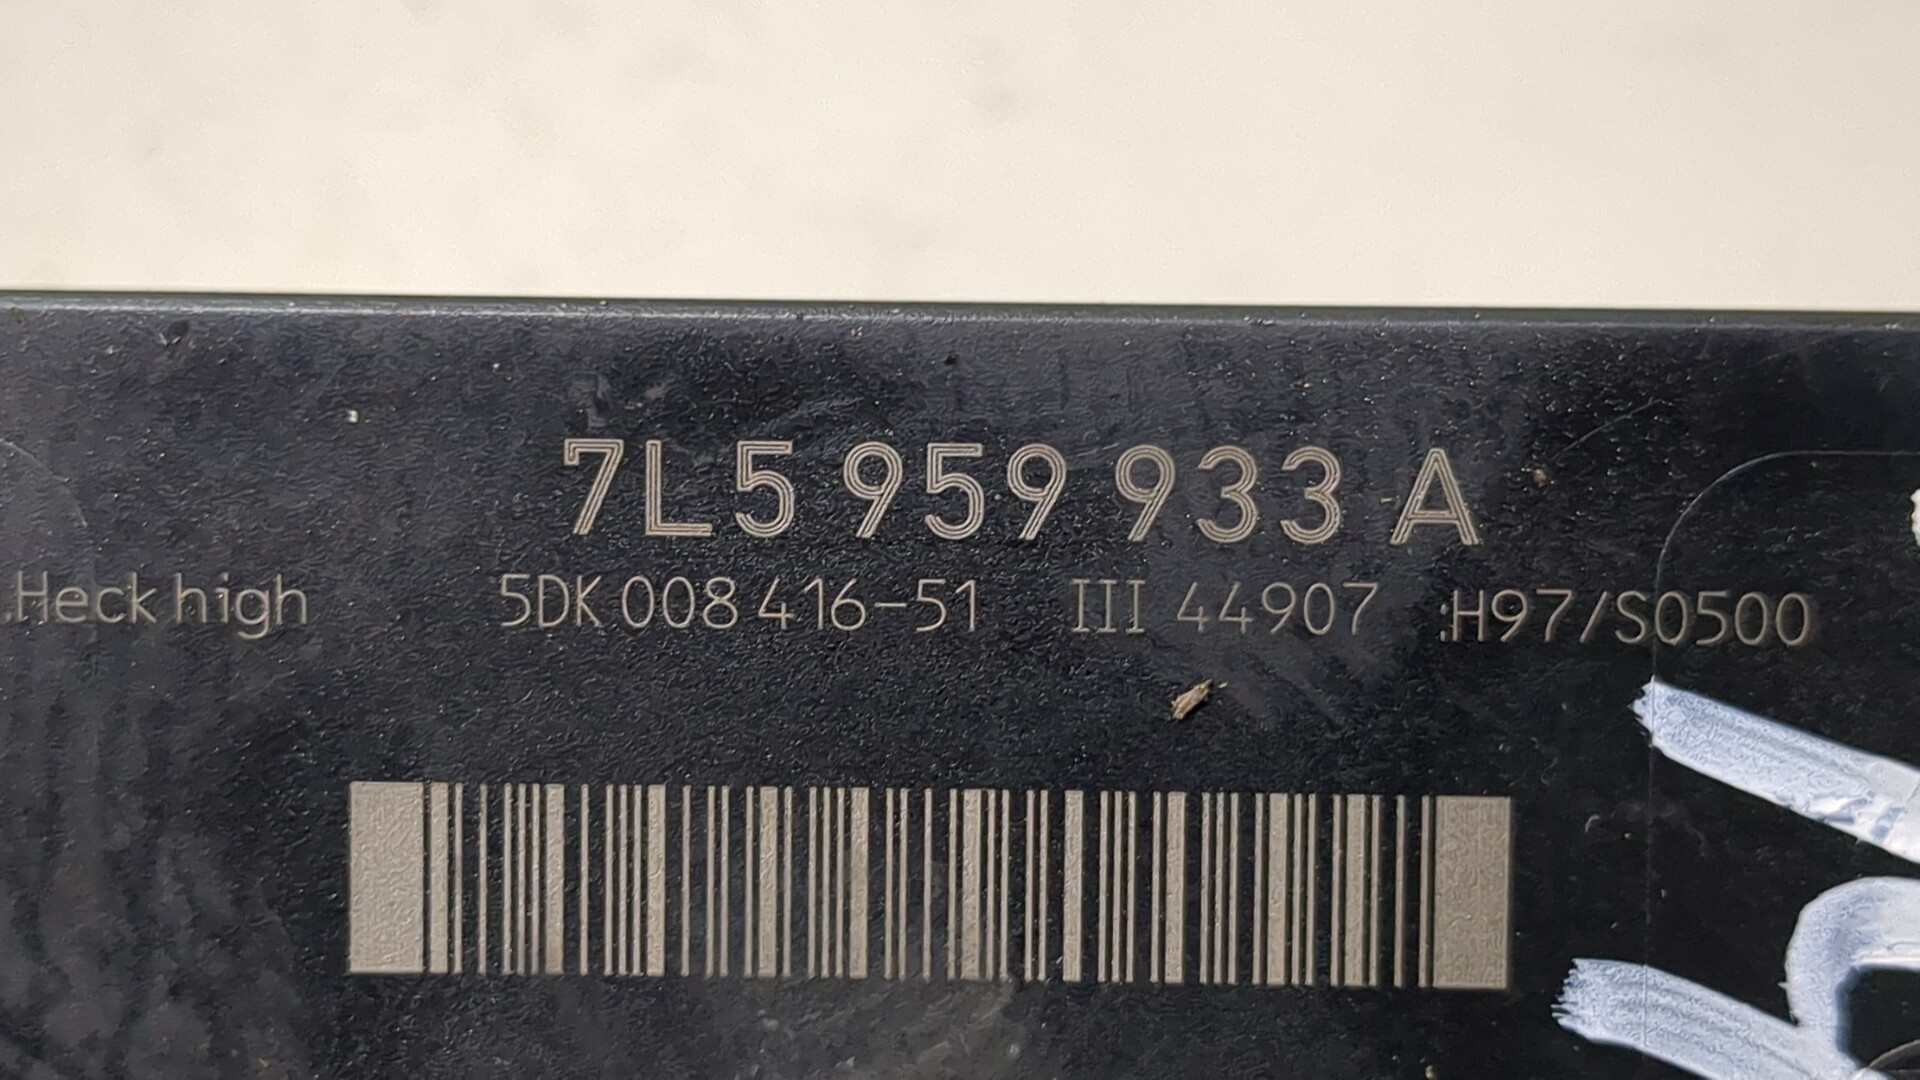 7L5 959 933 A
.Heck high 5DK 008 416-51 III 44907 :H97/S0500